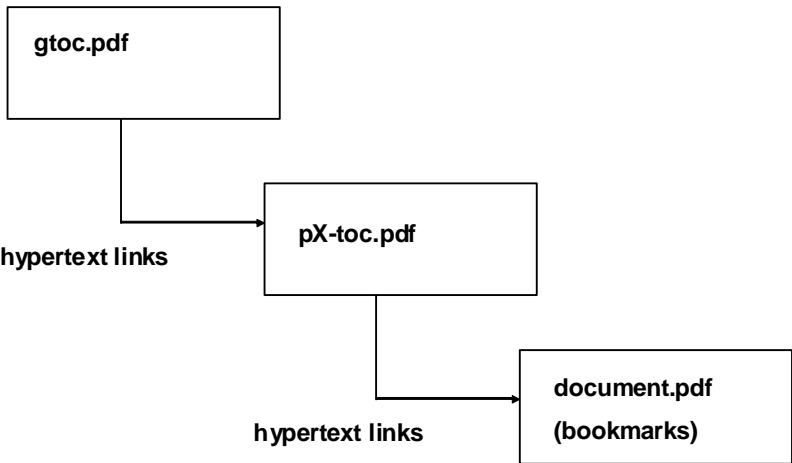 gtoc.pdf
pX-toc.pdf
hypertext links
document.pdf
(bookmarks)
hypertext links